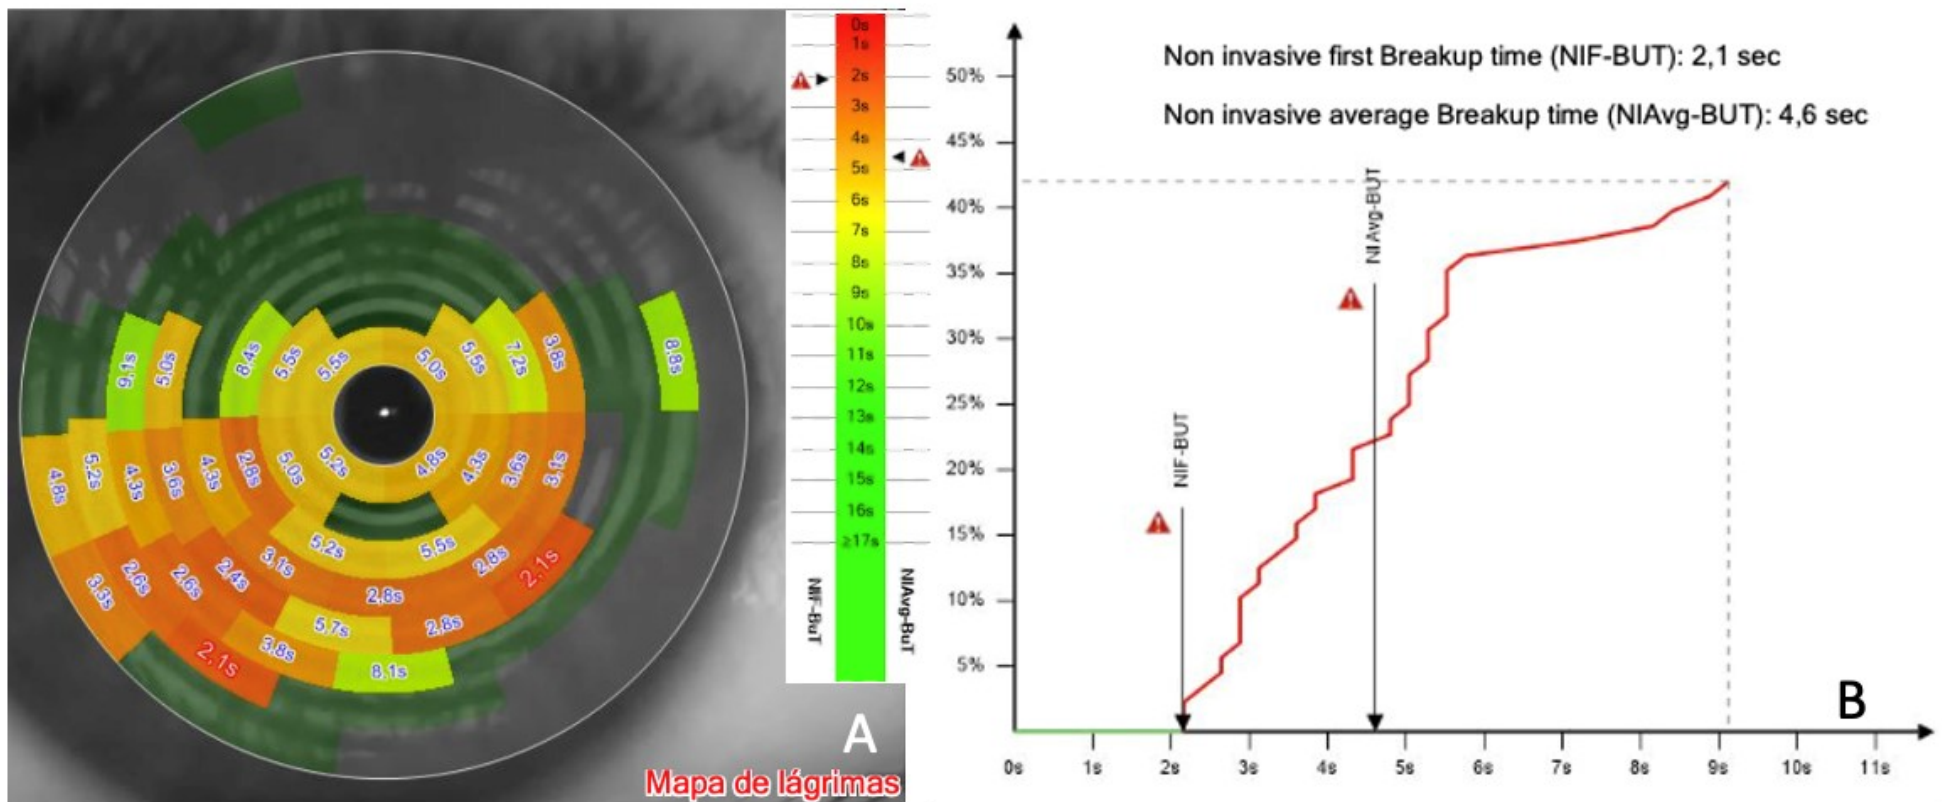 9,1s
5,0s
8,4s
5,5s
5,5s
5,0s
5,5s
7,2s
3,8s
8,8s
4,8s
5,2s
4,3s
3,6s
4,3s
2,8s
5,0s
5,2s
4,8s
4,3s
3,6s
3,1s
3,3s
2,6s
2,6s
2,4s
3,1s
5,2s
5,5s
2,8s
2,1s
2,8s
5,7s
2,8s
2,1s
3,8s
8,1s
0s
1s
2s
3s
4s
5s
6s
7s
8s
9s
10s
11s
12s
13s
14s
15s
16s
≥17s
NIF-BuT
NIAvg-BuT
A
Mapa de lágrimas
Non invasive first Breakup time (NIF-BUT): 2,1 sec
Non invasive average Breakup time (NIAvg-BUT): 4,6 sec
50%
45%
40%
35%
30%
25%
20%
15%
10%
5%
NIF-BUT
NIAvg-BUT
0s 1s 2s 3s 4s 5s 6s 7s 8s 9s 10s 11s
B